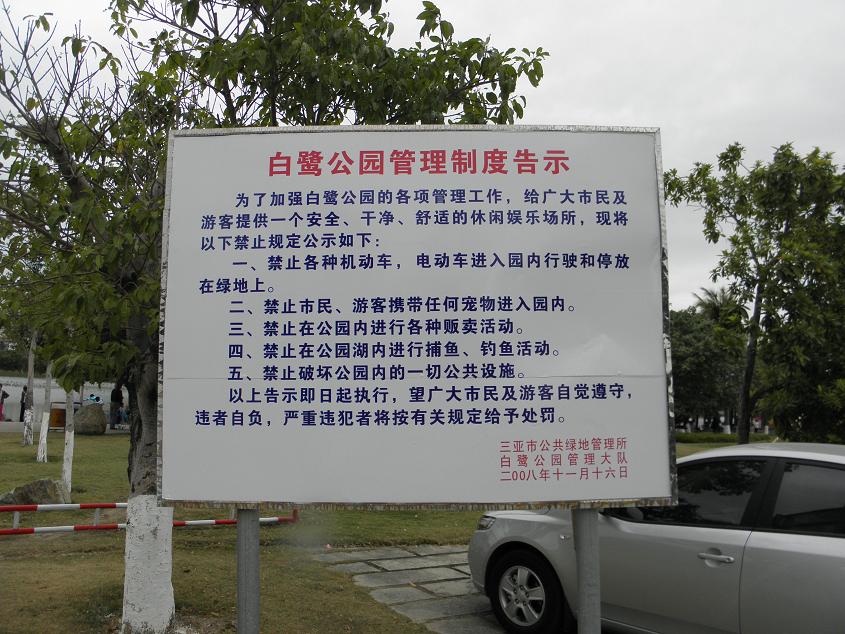 白鹭公园管理制度告示
为了加强白鹭公园的各项管理工作，给广大市民及
游客提供一个安全、干净、舒适的休闲娱乐场所，现将
以下禁止规定公示如下：
一、禁止各种机动车，电动车进入园内行驶和停放
在绿地上。
二、禁止市民、游客携带任何宠物进入园内。
三、禁止在公园内进行各种贩卖活动。
四、禁止在公园湖内进行捕鱼、钓鱼活动。
五、禁止破坏公园内的一切公共设施。
以上告示即日起执行，望广大市民及游客自觉遵守，
违者自负，严重违犯者将按有关规定给予处罚。
三亚市公共绿地管理所
白鹭公园管理大队
二00八年十一月十六日